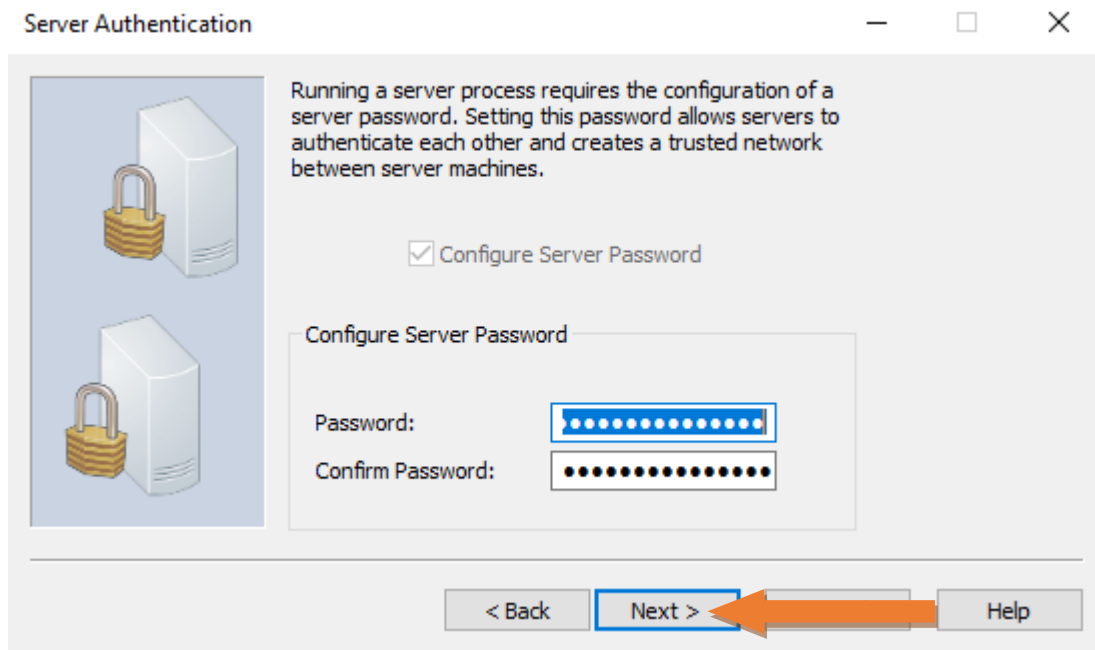 Server Authentication
Running a server process requires the configuration of a
server password. Setting this password allows servers to
authenticate each other and creates a trusted network
between server machines.
Configure Server Password
Configure Server Password
Password:
Confirm Password:
< Back
Next >
Help